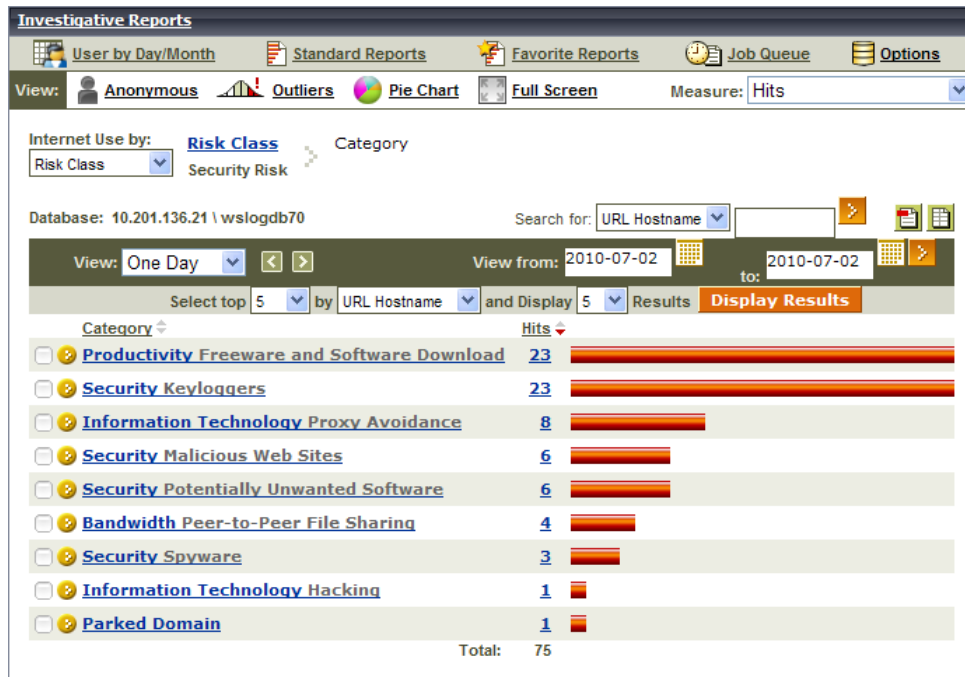 Investigative Reports
User by Day/Month Standard Reports Favorite Reports Job Queue Options
View: Anonymous Outliers Pie Chart Full Screen Measure: Hits
Internet Use by: Risk Class Category
Risk Class Security Risk
Database: 10.201.136.21 \ wslogdb70 Search for: URL Hostname
View: One Day View from: 2010-07-02 to: 2010-07-02
Select top 5 by URL Hostname and Display 5 Results Display Results
Category Hits
Productivity Freeware and Software Download 23
Security Keyloggers 23
Information Technology Proxy Avoidance 8
Security Malicious Web Sites 6
Security Potentially Unwanted Software 6
Bandwidth Peer-to-Peer File Sharing 4
Security Spyware 3
Information Technology Hacking 1
Parked Domain 1
Total: 75